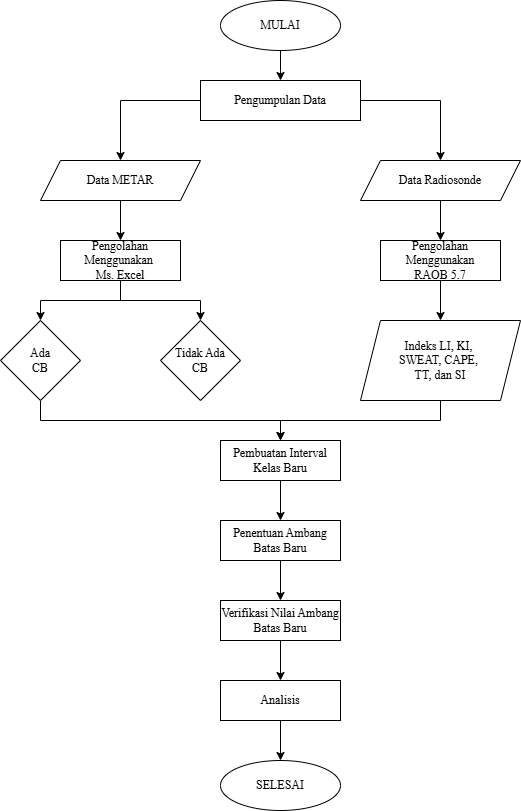 MULAI
Pengumpulan Data
Data METAR
Data Radiosonde
Pengolahan
Menggunakan
Ms. Excel
Pengolahan
Menggunakan
RAOB 5.7
Ada
CB
Tidak Ada
CB
Indeks LI, KI,
SWEAT, CAPE,
TT, dan SI
Pembuatan Interval
Kelas Baru
Penentuan Ambang
Batas Baru
Verifikasi Nilai Ambang
Batas Baru
Analisis
SELESAI